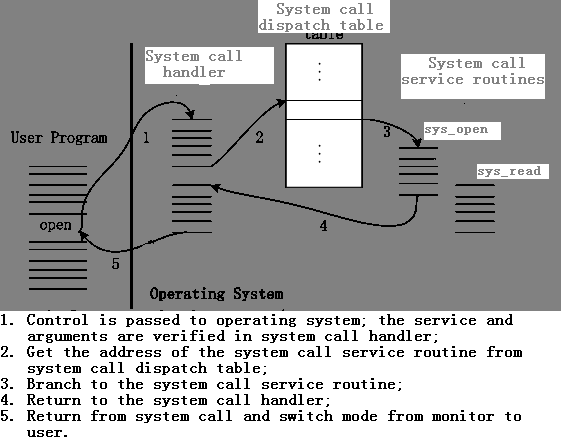 System call
dispatch table
table
System call
handler
System call
service routines
User Program
1
2
3
sys_open
sys_read
open
4
5
Operating System
1. Control is passed to operating system; the service and
arguments are verified in system call handler;
2. Get the address of the system call service routine from
system call dispatch table;
3. Branch to the system call service routine;
4. Return to the system call handler;
5. Return from system call and switch mode from monitor to
user.